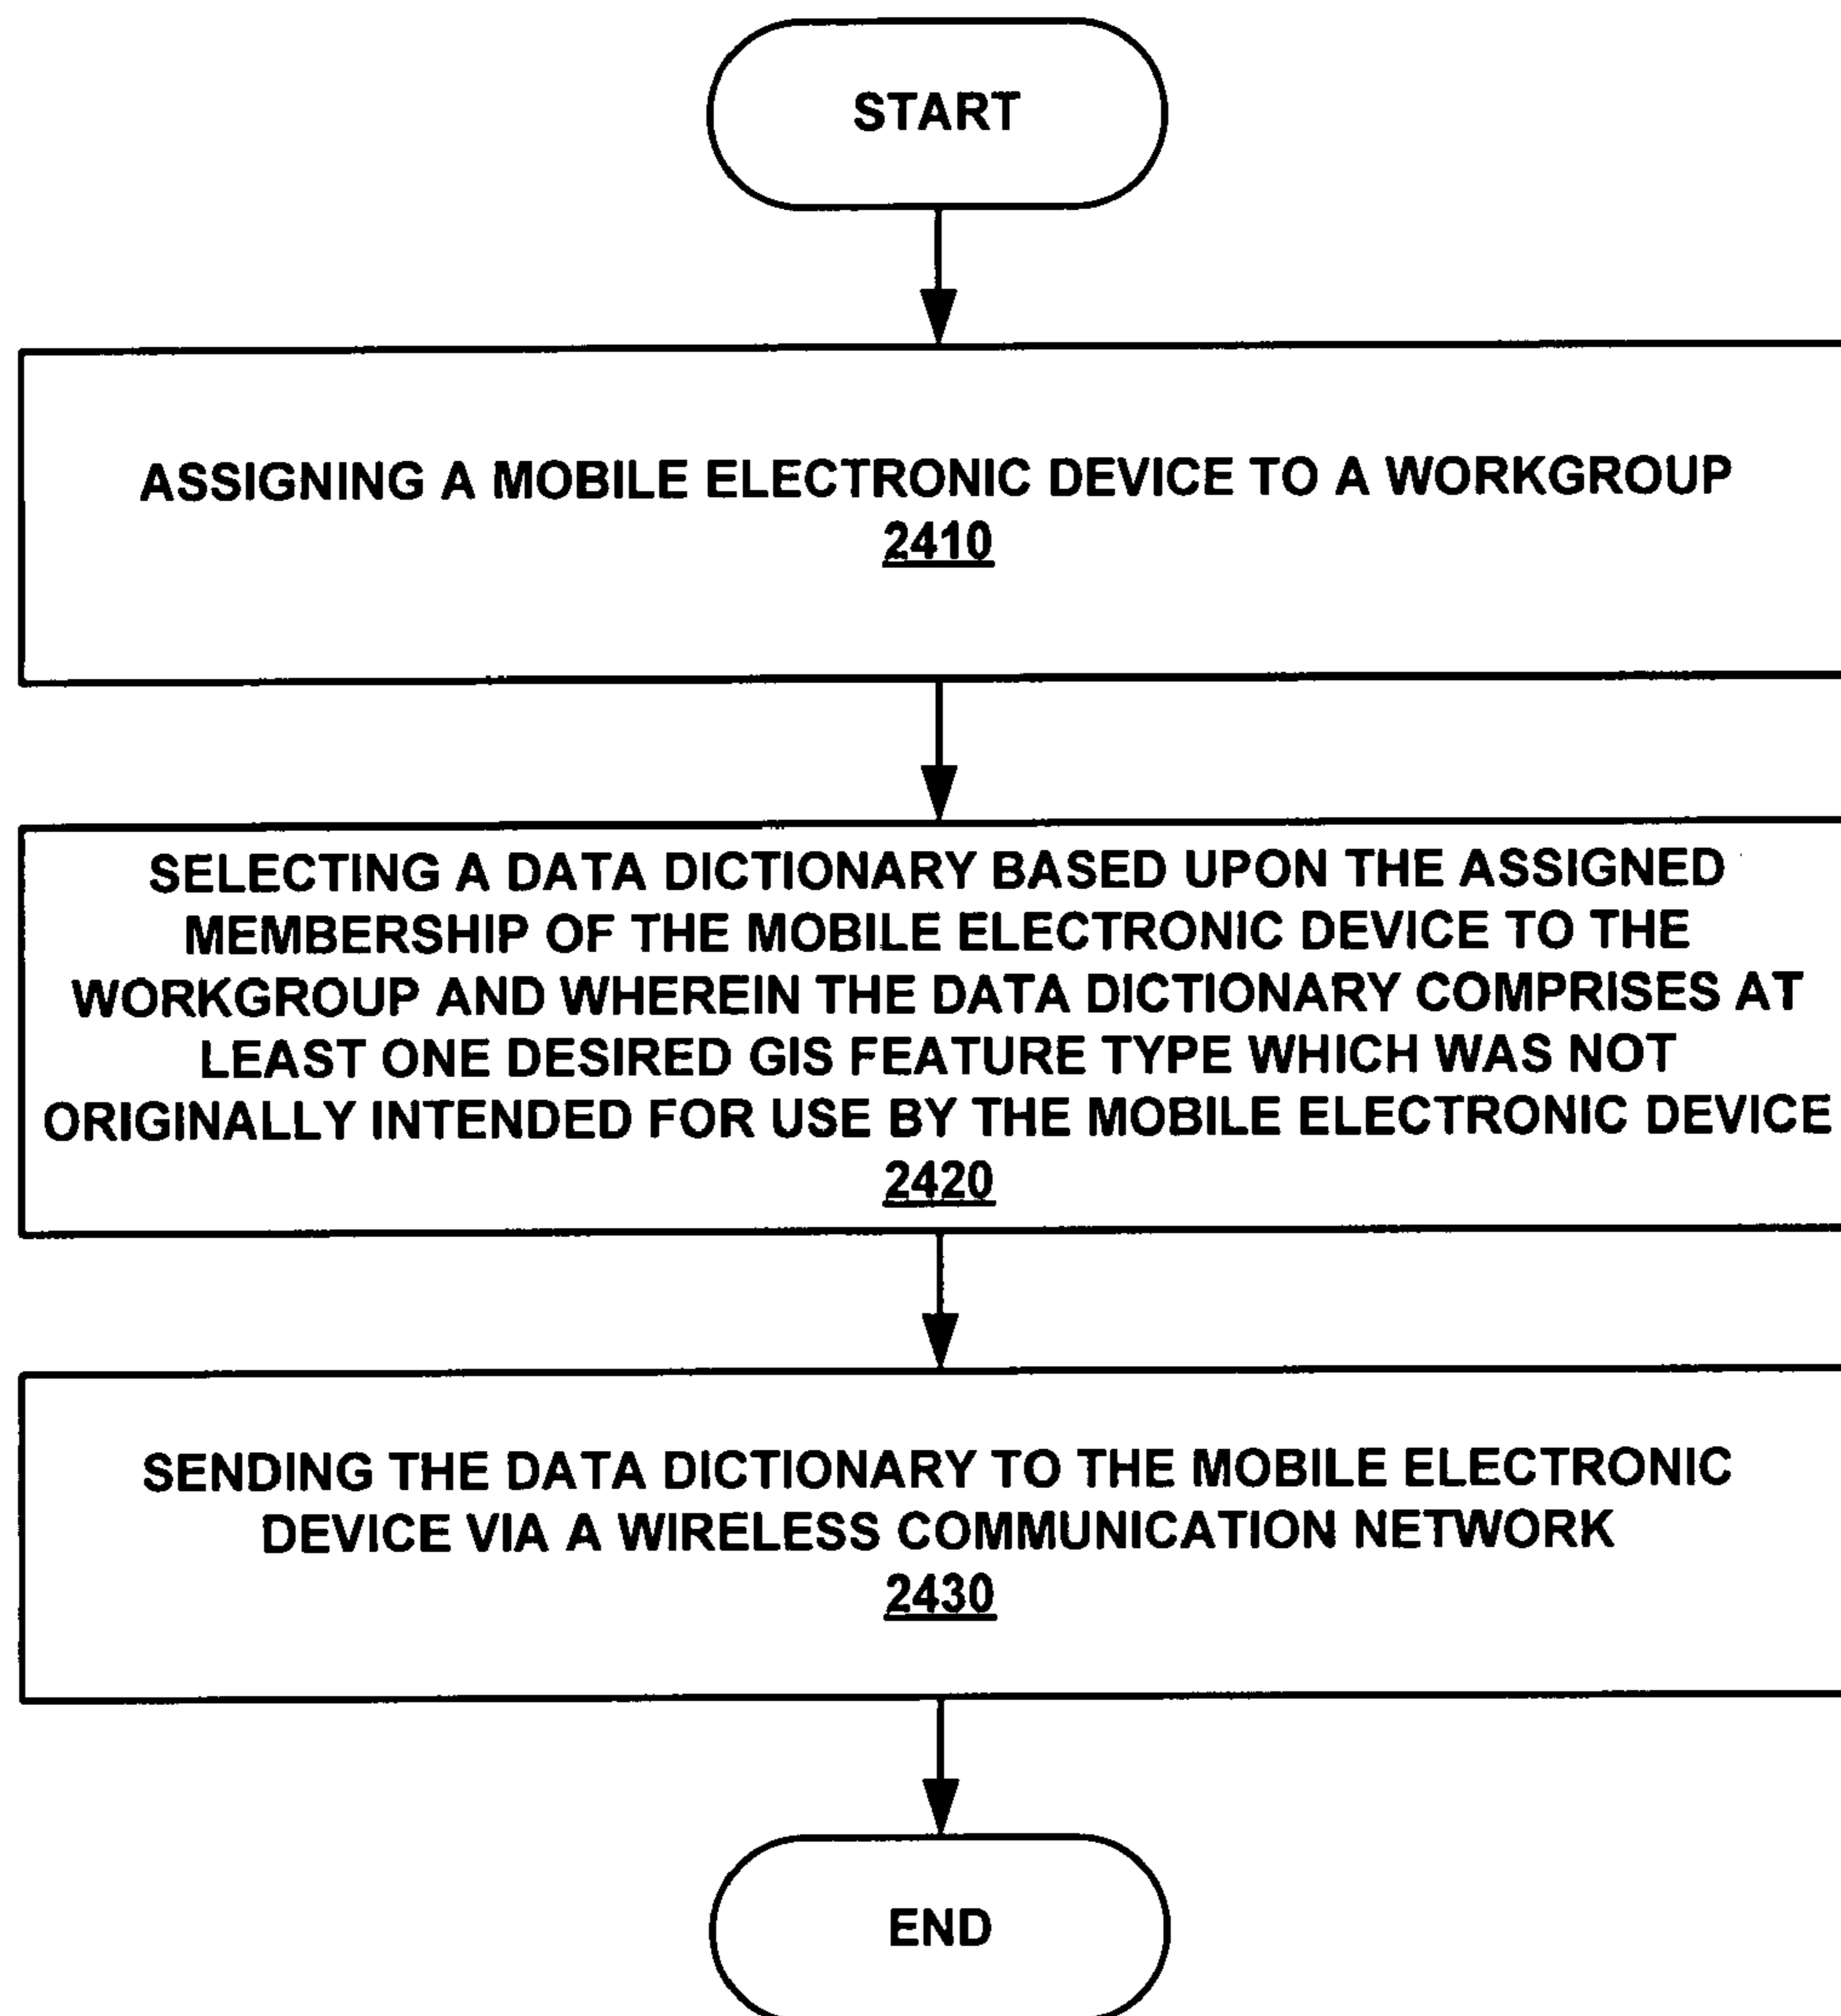 START
ASSIGNING A MOBILE ELECTRONIC DEVICE TO A WORKGROUP
2410
SELECTING A DATA DICTIONARY BASED UPON THE ASSIGNED
MEMBERSHIP OF THE MOBILE ELECTRONIC DEVICE TO THE
WORKGROUP AND WHEREIN THE DATA DICTIONARY COMPRISES AT
LEAST ONE DESIRED GIS FEATURE TYPE WHICH WAS NOT
ORIGINALLY INTENDED FOR USE BY THE MOBILE ELECTRONIC DEVICE
2420
SENDING THE DATA DICTIONARY TO THE MOBILE ELECTRONIC
DEVICE VIA A WIRELESS COMMUNICATION NETWORK
2430
END